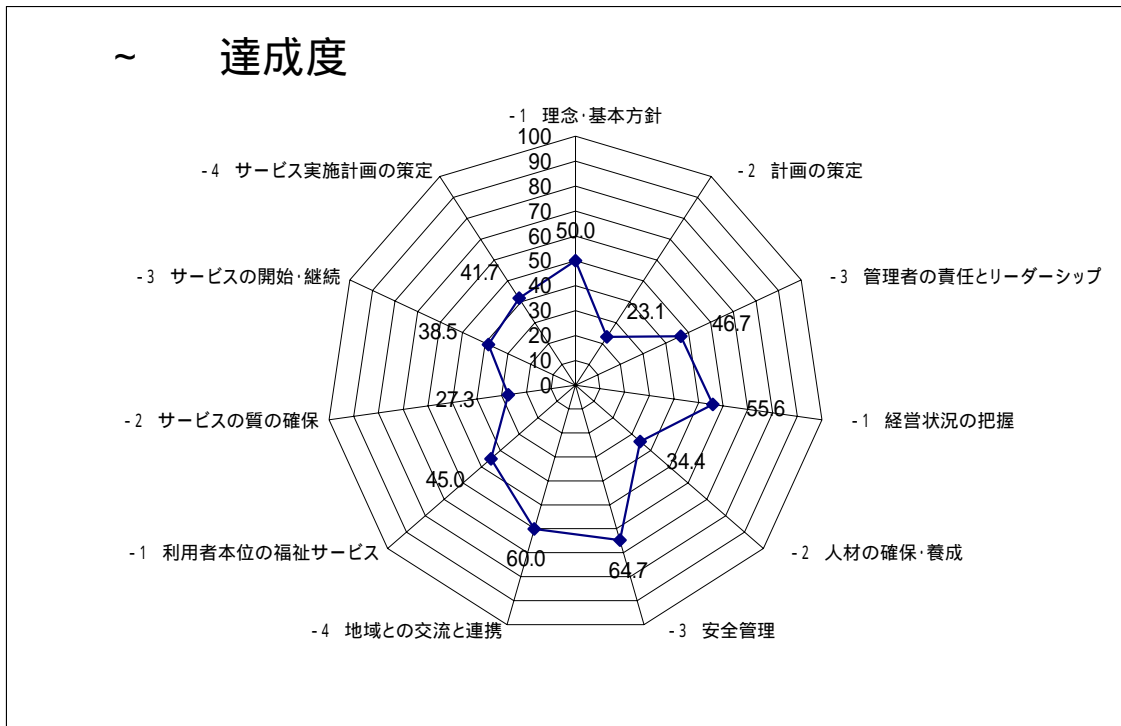 ~ 達成度
-1 理念･基本方針
-2 計画の策定
-3 管理者の責任とリーダーシップ
-1 経営状況の把握
-2 人材の確保･養成
-3 安全管理
-4 地域との交流と連携
-1 利用者本位の福祉サービス
-2 サービスの質の確保
-3 サービスの開始･継続
-4 サービス実施計画の策定
100
90
80
70
60
50
40
30
20
10
0
50.0
23.1
46.7
55.6
34.4
64.7
60.0
45.0
27.3
38.5
41.7